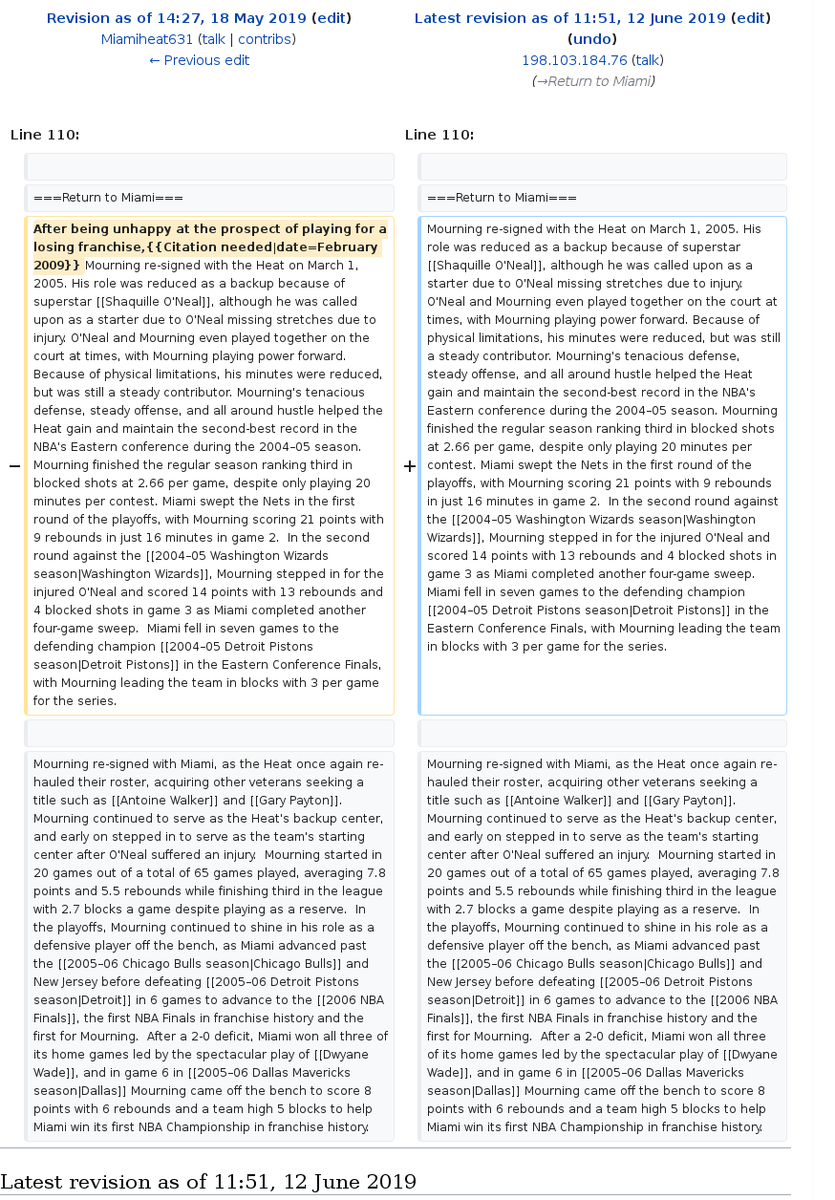 Revision as of 14:27, 18 May 2019 (edit)
Miamiheat631 (talk | contribs)
← Previous edit
Latest revision as of 11:51, 12 June 2019 (edit)
(undo)
198.103.184.76 (talk)
(→Return to Miami)
Line 110:
Line 110:
===Return to Miami===
===Return to Miami===
−
After being unhappy at the prospect of playing for a
losing franchise,{{Citation needed|date=February
2009}} Mourning re-signed with the Heat on March 1,
2005. His role was reduced as a backup because of
superstar [[Shaquille O'Neal]], although he was called
upon as a starter due to O'Neal missing stretches due to
injury. O'Neal and Mourning even played together on the
court at times, with Mourning playing power forward.
Because of physical limitations, his minutes were reduced,
but was still a steady contributor. Mourning's tenacious
defense, steady offense, and all around hustle helped the
Heat gain and maintain the second-best record in the
NBA's Eastern conference during the 2004–05 season.
Mourning finished the regular season ranking third in
blocked shots at 2.66 per game, despite only playing 20
minutes per contest. Miami swept the Nets in the first
round of the playoffs, with Mourning scoring 21 points with
9 rebounds in just 16 minutes in game 2.  In the second
round against the [[2004–05 Washington Wizards
season|Washington Wizards]], Mourning stepped in for the
injured O'Neal and scored 14 points with 13 rebounds and
4 blocked shots in game 3 as Miami completed another
four-game sweep.  Miami fell in seven games to the
defending champion [[2004–05 Detroit Pistons
season|Detroit Pistons]] in the Eastern Conference Finals,
with Mourning leading the team in blocks with 3 per game
for the series.
+
Mourning re-signed with the Heat on March 1, 2005. His
role was reduced as a backup because of superstar
[[Shaquille O'Neal]], although he was called upon as a
starter due to O'Neal missing stretches due to injury.
O'Neal and Mourning even played together on the court at
times, with Mourning playing power forward. Because of
physical limitations, his minutes were reduced, but was still
a steady contributor. Mourning's tenacious defense,
steady offense, and all around hustle helped the Heat
gain and maintain the second-best record in the NBA's
Eastern conference during the 2004–05 season. Mourning
finished the regular season ranking third in blocked shots
at 2.66 per game, despite only playing 20 minutes per
contest. Miami swept the Nets in the first round of the
playoffs, with Mourning scoring 21 points with 9 rebounds
in just 16 minutes in game 2.  In the second round against
the [[2004–05 Washington Wizards season|Washington
Wizards]], Mourning stepped in for the injured O'Neal and
scored 14 points with 13 rebounds and 4 blocked shots in
game 3 as Miami completed another four-game sweep.
Miami fell in seven games to the defending champion
[[2004–05 Detroit Pistons season|Detroit Pistons]] in the
Eastern Conference Finals, with Mourning leading the team
in blocks with 3 per game for the series.
Mourning re-signed with Miami, as the Heat once again re-
hauled their roster, acquiring other veterans seeking a
title such as [[Antoine Walker]] and [[Gary Payton]].
Mourning continued to serve as the Heat's backup center,
and early on stepped in to serve as the team's starting
center after O'Neal suffered an injury.  Mourning started in
20 games out of a total of 65 games played, averaging 7.8
points and 5.5 rebounds while finishing third in the league
with 2.7 blocks a game despite playing as a reserve.  In
the playoffs, Mourning continued to shine in his role as a
defensive player off the bench, as Miami advanced past
the [[2005–06 Chicago Bulls season|Chicago Bulls]] and
New Jersey before defeating [[2005–06 Detroit Pistons
season|Detroit]] in 6 games to advance to the [[2006 NBA
Finals]], the first NBA Finals in franchise history and the
first for Mourning.  After a 2-0 deficit, Miami won all three of
its home games led by the spectacular play of [[Dwyane
Wade]], and in game 6 in [[2005–06 Dallas Mavericks
season|Dallas]] Mourning came off the bench to score 8
points with 6 rebounds and a team high 5 blocks to help
Miami win its first NBA Championship in franchise history.
Mourning re-signed with Miami, as the Heat once again re-
hauled their roster, acquiring other veterans seeking a
title such as [[Antoine Walker]] and [[Gary Payton]].
Mourning continued to serve as the Heat's backup center,
and early on stepped in to serve as the team's starting
center after O'Neal suffered an injury.  Mourning started in
20 games out of a total of 65 games played, averaging 7.8
points and 5.5 rebounds while finishing third in the league
with 2.7 blocks a game despite playing as a reserve.  In
the playoffs, Mourning continued to shine in his role as a
defensive player off the bench, as Miami advanced past
the [[2005–06 Chicago Bulls season|Chicago Bulls]] and
New Jersey before defeating [[2005–06 Detroit Pistons
season|Detroit]] in 6 games to advance to the [[2006 NBA
Finals]], the first NBA Finals in franchise history and the
first for Mourning.  After a 2-0 deficit, Miami won all three
of its home games led by the spectacular play of [[Dwyane
Wade]], and in game 6 in [[2005–06 Dallas Mavericks
season|Dallas]] Mourning came off the bench to score 8
points with 6 rebounds and a team high 5 blocks to help
Miami win its first NBA Championship in franchise history.
Latest revision as of 11:51, 12 June 2019